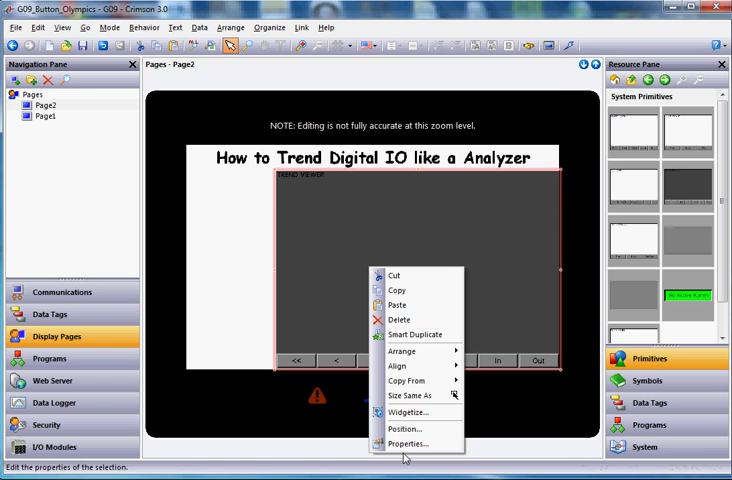 G09_Button_Olympics - G09 - Crimson 3.0
File Edit View Go Mode Behavior Text Data Arrange Organize Link Help
Navigation Pane
Pages - Page2
Resource Pane
Pages
Page2
Page1
System Primitives
NOTE: Editing is not fully accurate at this zoom level.
How to Trend Digital IO like a Analyzer
TREND VIEWER
Cut
Copy
Paste
Delete
Smart Duplicate
Arrange
Align
Copy From
Size Same As
Widgetize...
Position...
Properties...
<< < In Out
Communications
Data Tags
Display Pages
Programs
Web Server
Data Logger
Security
I/O Modules
Primitives
Symbols
Data Tags
Programs
System
Edit the properties of the selection.